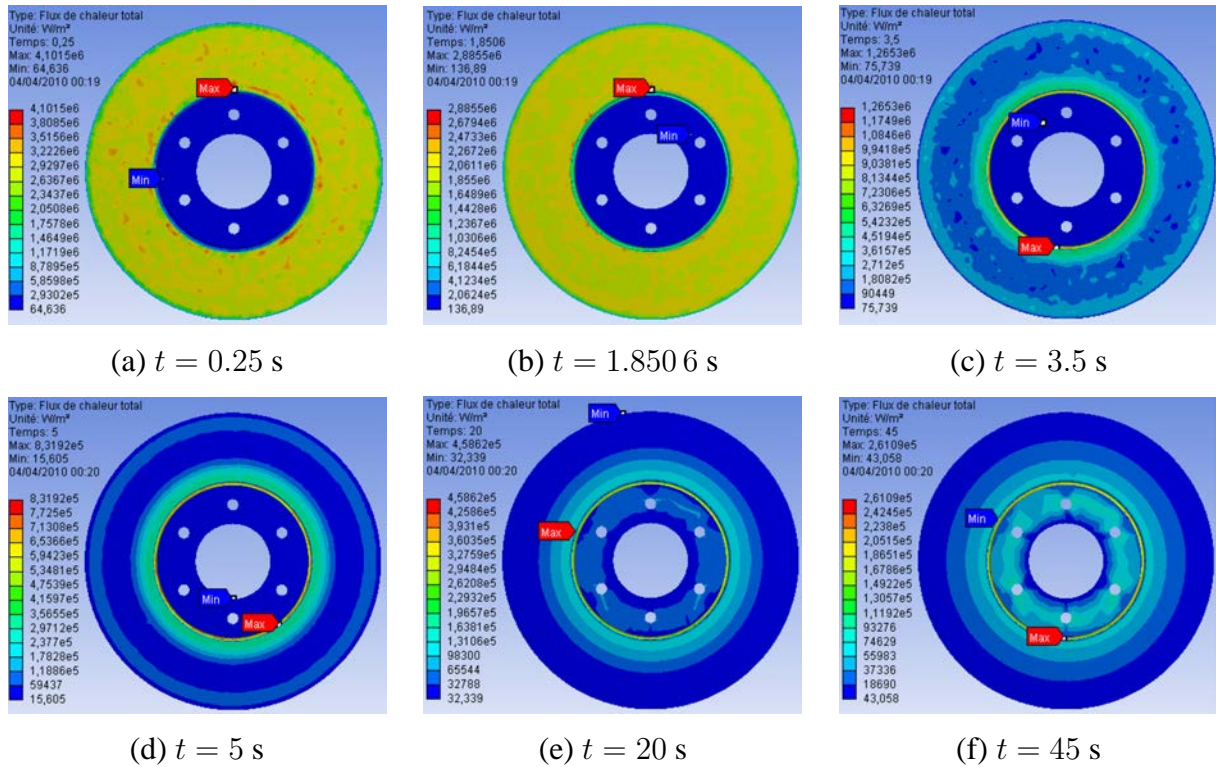 Type: Flux de chaleur total
Unité: W/m²
Temps: 0,25
Max: 4,1015e6
Min: 64,636
04/04/2010 00:19
4,1015e6
3,8085e6
3,5156e6
3,2226e6
2,9297e6
2,6367e6
2,3437e6
2,0508e6
1,7578e6
1,4649e6
1,1719e6
8,7895e5
5,8598e5
2,9302e5
64,636
Max
Min
(a) t = 0.25 s
Type: Flux de chaleur total
Unité: W/m²
Temps: 1,8506
Max: 2,8855e6
Min: 136,89
04/04/2010 00:19
2,8855e6
2,6794e6
2,4733e6
2,2672e6
2,0611e6
1,855e6
1,6489e6
1,4428e6
1,2367e6
1,0306e6
8,2454e5
6,1844e5
4,1234e5
2,0624e5
136,89
Max
Min
(b) t = 1.850 6 s
Type: Flux de chaleur total
Unité: W/m²
Temps: 3,5
Max: 1,2653e6
Min: 75,739
04/04/2010 00:19
1,2653e6
1,1749e6
1,0846e6
9,9418e5
9,0381e5
8,1344e5
7,2306e5
6,3269e5
5,4232e5
4,5194e5
3,6157e5
2,712e5
1,8082e5
90449
75,739
Min
Max
(c) t = 3.5 s
Type: Flux de chaleur total
Unité: W/m²
Temps: 5
Max: 8,3192e5
Min: 15,605
04/04/2010 00:20
8,3192e5
7,725e5
7,1308e5
6,5366e5
5,9423e5
5,3481e5
4,7539e5
4,1597e5
3,5655e5
2,9712e5
2,377e5
1,7828e5
1,1886e5
59437
15,605
Min
Max
(d) t = 5 s
Type: Flux de chaleur total
Unité: W/m²
Temps: 20
Max: 4,5862e5
Min: 32,339
04/04/2010 00:20
4,5862e5
4,2586e5
3,931e5
3,6035e5
3,2759e5
2,9484e5
2,6208e5
2,2932e5
1,9657e5
1,6381e5
1,3106e5
98300
65544
32788
32,339
Min
Max
(e) t = 20 s
Type: Flux de chaleur total
Unité: W/m²
Temps: 45
Max: 2,6109e5
Min: 43,058
04/04/2010 00:20
2,6109e5
2,4245e5
2,238e5
2,0515e5
1,8651e5
1,6786e5
1,4922e5
1,3057e5
1,1192e5
93276
74629
55983
37336
18690
43,058
Min
Max
(f) t = 45 s